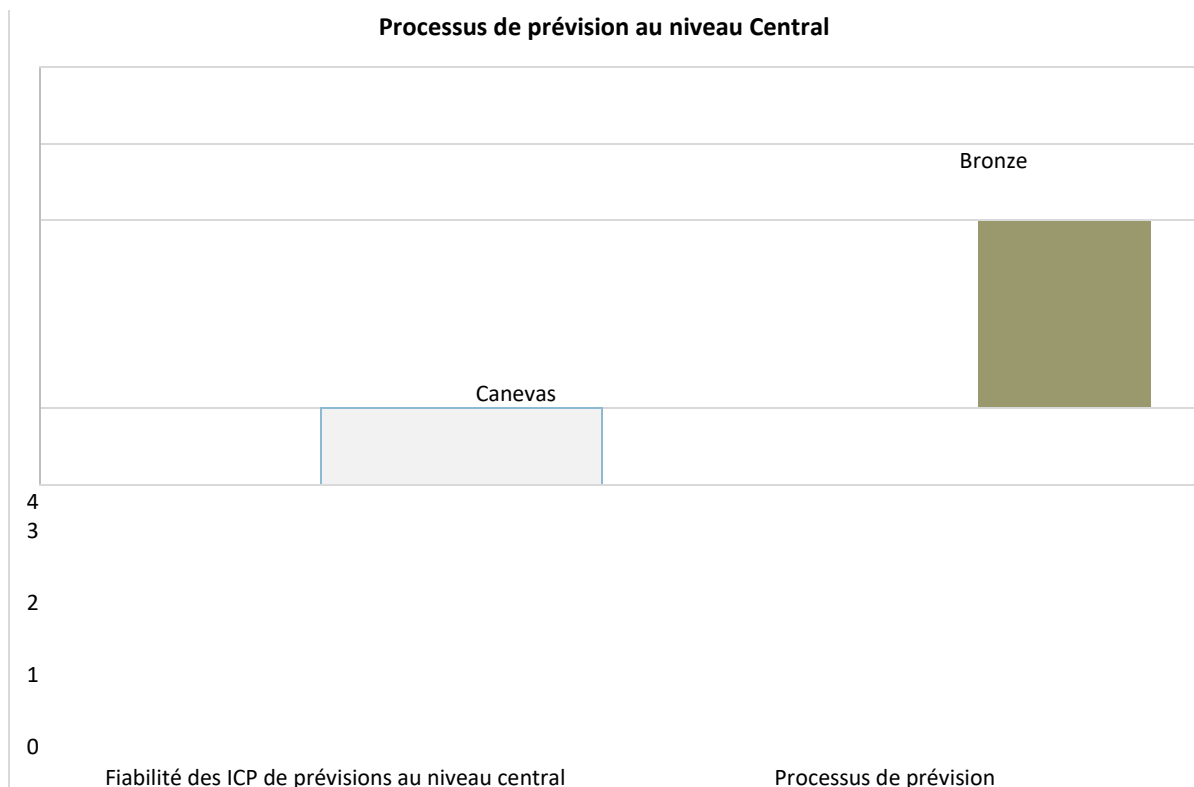 Processus de prévision au niveau Central
Bronze
Canevas
4
3
2
1
0
Fiabilité des ICP de prévisions au niveau central Processus de prévision